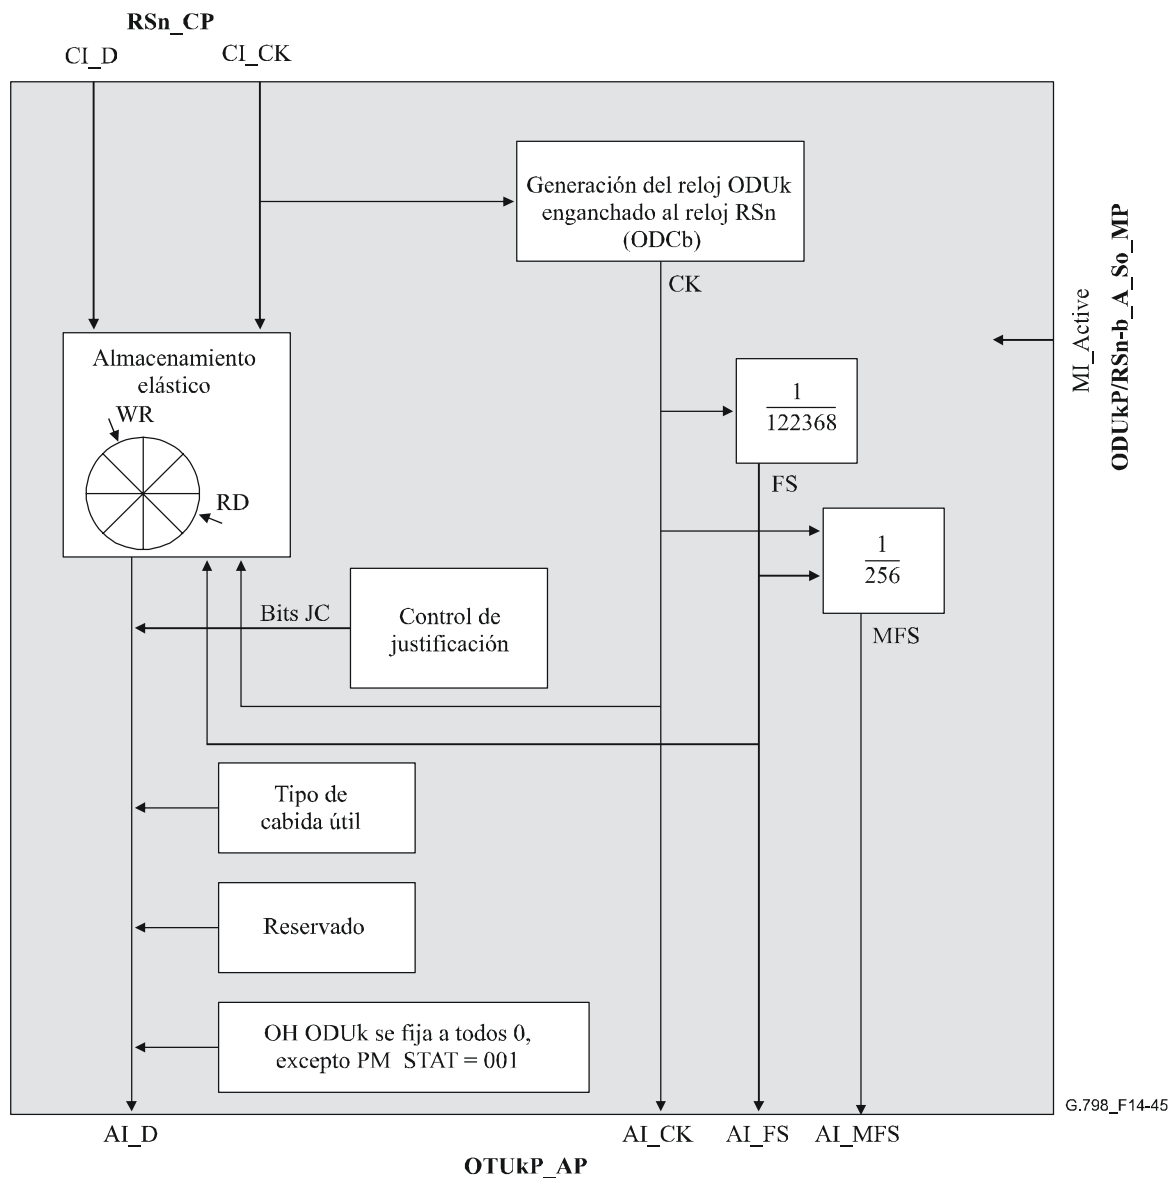 RSn_CP
CI_D
CI_CK
Generación del reloj ODUk
enganchado al reloj RSn
(ODCb)
CK
MI_Active
ODUkP/RSn-b_A_So_MP
Almacenamiento
elástico
WR
RD
1
122368
FS
1
256
MFS
Bits JC
Control de
justificación
Tipo de
cabida útil
Reservado
OH ODUk se fija a todos 0,
excepto PM STAT = 001
G.798_F14-45
AI_D
AI_CK
AI_FS
AI_MFS
OTUkP_AP